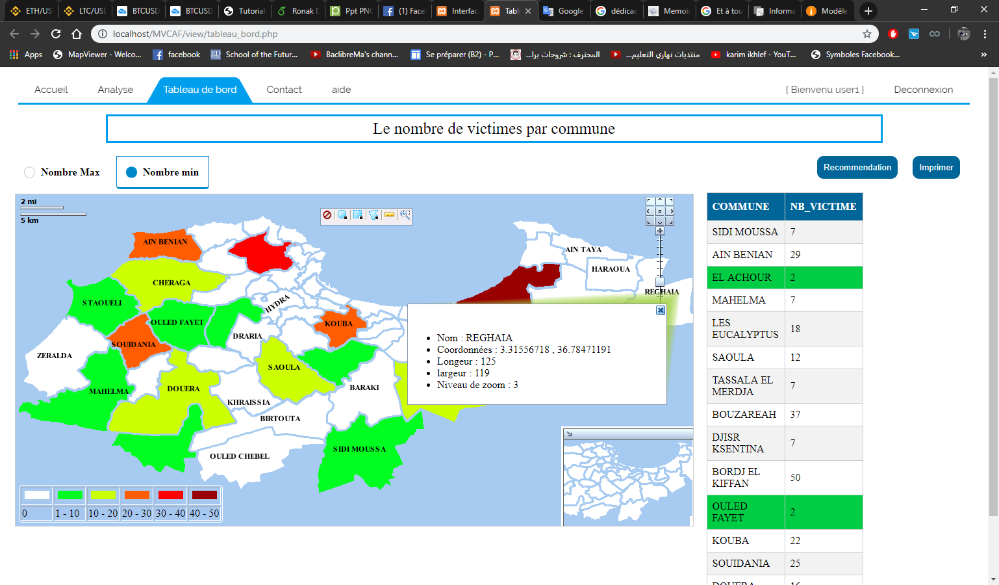 ETH/US
LTC/USD
BTCUSD
BTCUSD
Tutorial
Ronak D
Ppt PNG
(1) Face
Interface
Tabl
Google
dédicac
Memoir
Et à tou
Informa
Modèle
localhost/MVCAF/view/tableau_bord.php
Apps
MapViewer - Welco...
facebook
School of the Futur...
BaclibreMa's chann...
Se préparer (B2) - P...
المحترف : شروحات برا...
منتديات نهاري التعليم...
karim ikhlef - YouT...
Symboles Facebook...
»
Accueil
Analyse
Tableau de bord
Contact
aide
[ Bienvenu user1 ]
Deconnexion
Le nombre de victimes par commune
Nombre Max
Nombre min
Recommendation
Imprimer
2 mi
5 km
AIN BENIAN
CHERAGA
STAOUELI
OULED FAYET
HYDRA
KOUBA
SOUIDANIA
DRARIA
ZERALDA
SAOULA
MAHELMA
DOUERA
BARAKI
KHRAISSIA
BIRTOUTA
SIDI MOUSSA
OULED CHEBEL
AIN TAYA
HARAOUA
REGHAIA
Nom : REGHAIA
Coordonnées : 3.31556718 , 36.78471191
Longeur : 125
largeur : 119
Niveau de zoom : 3
0
1 - 10
10 - 20
20 - 30
30 - 40
40 - 50
COMMUNE NB_VICTIME
SIDI MOUSSA 7
AIN BENIAN 29
EL ACHOUR 2
MAHELMA 7
LES
EUCALYPTUS 18
SAOULA 12
TASSALA EL
MERDJA 7
BOUZAREAH 37
DJISR
KSENTINA 7
BORDJ EL
KIFFAN 50
OULED
FAYET 2
KOUBA 22
SOUIDANIA 25
DOUERA 16